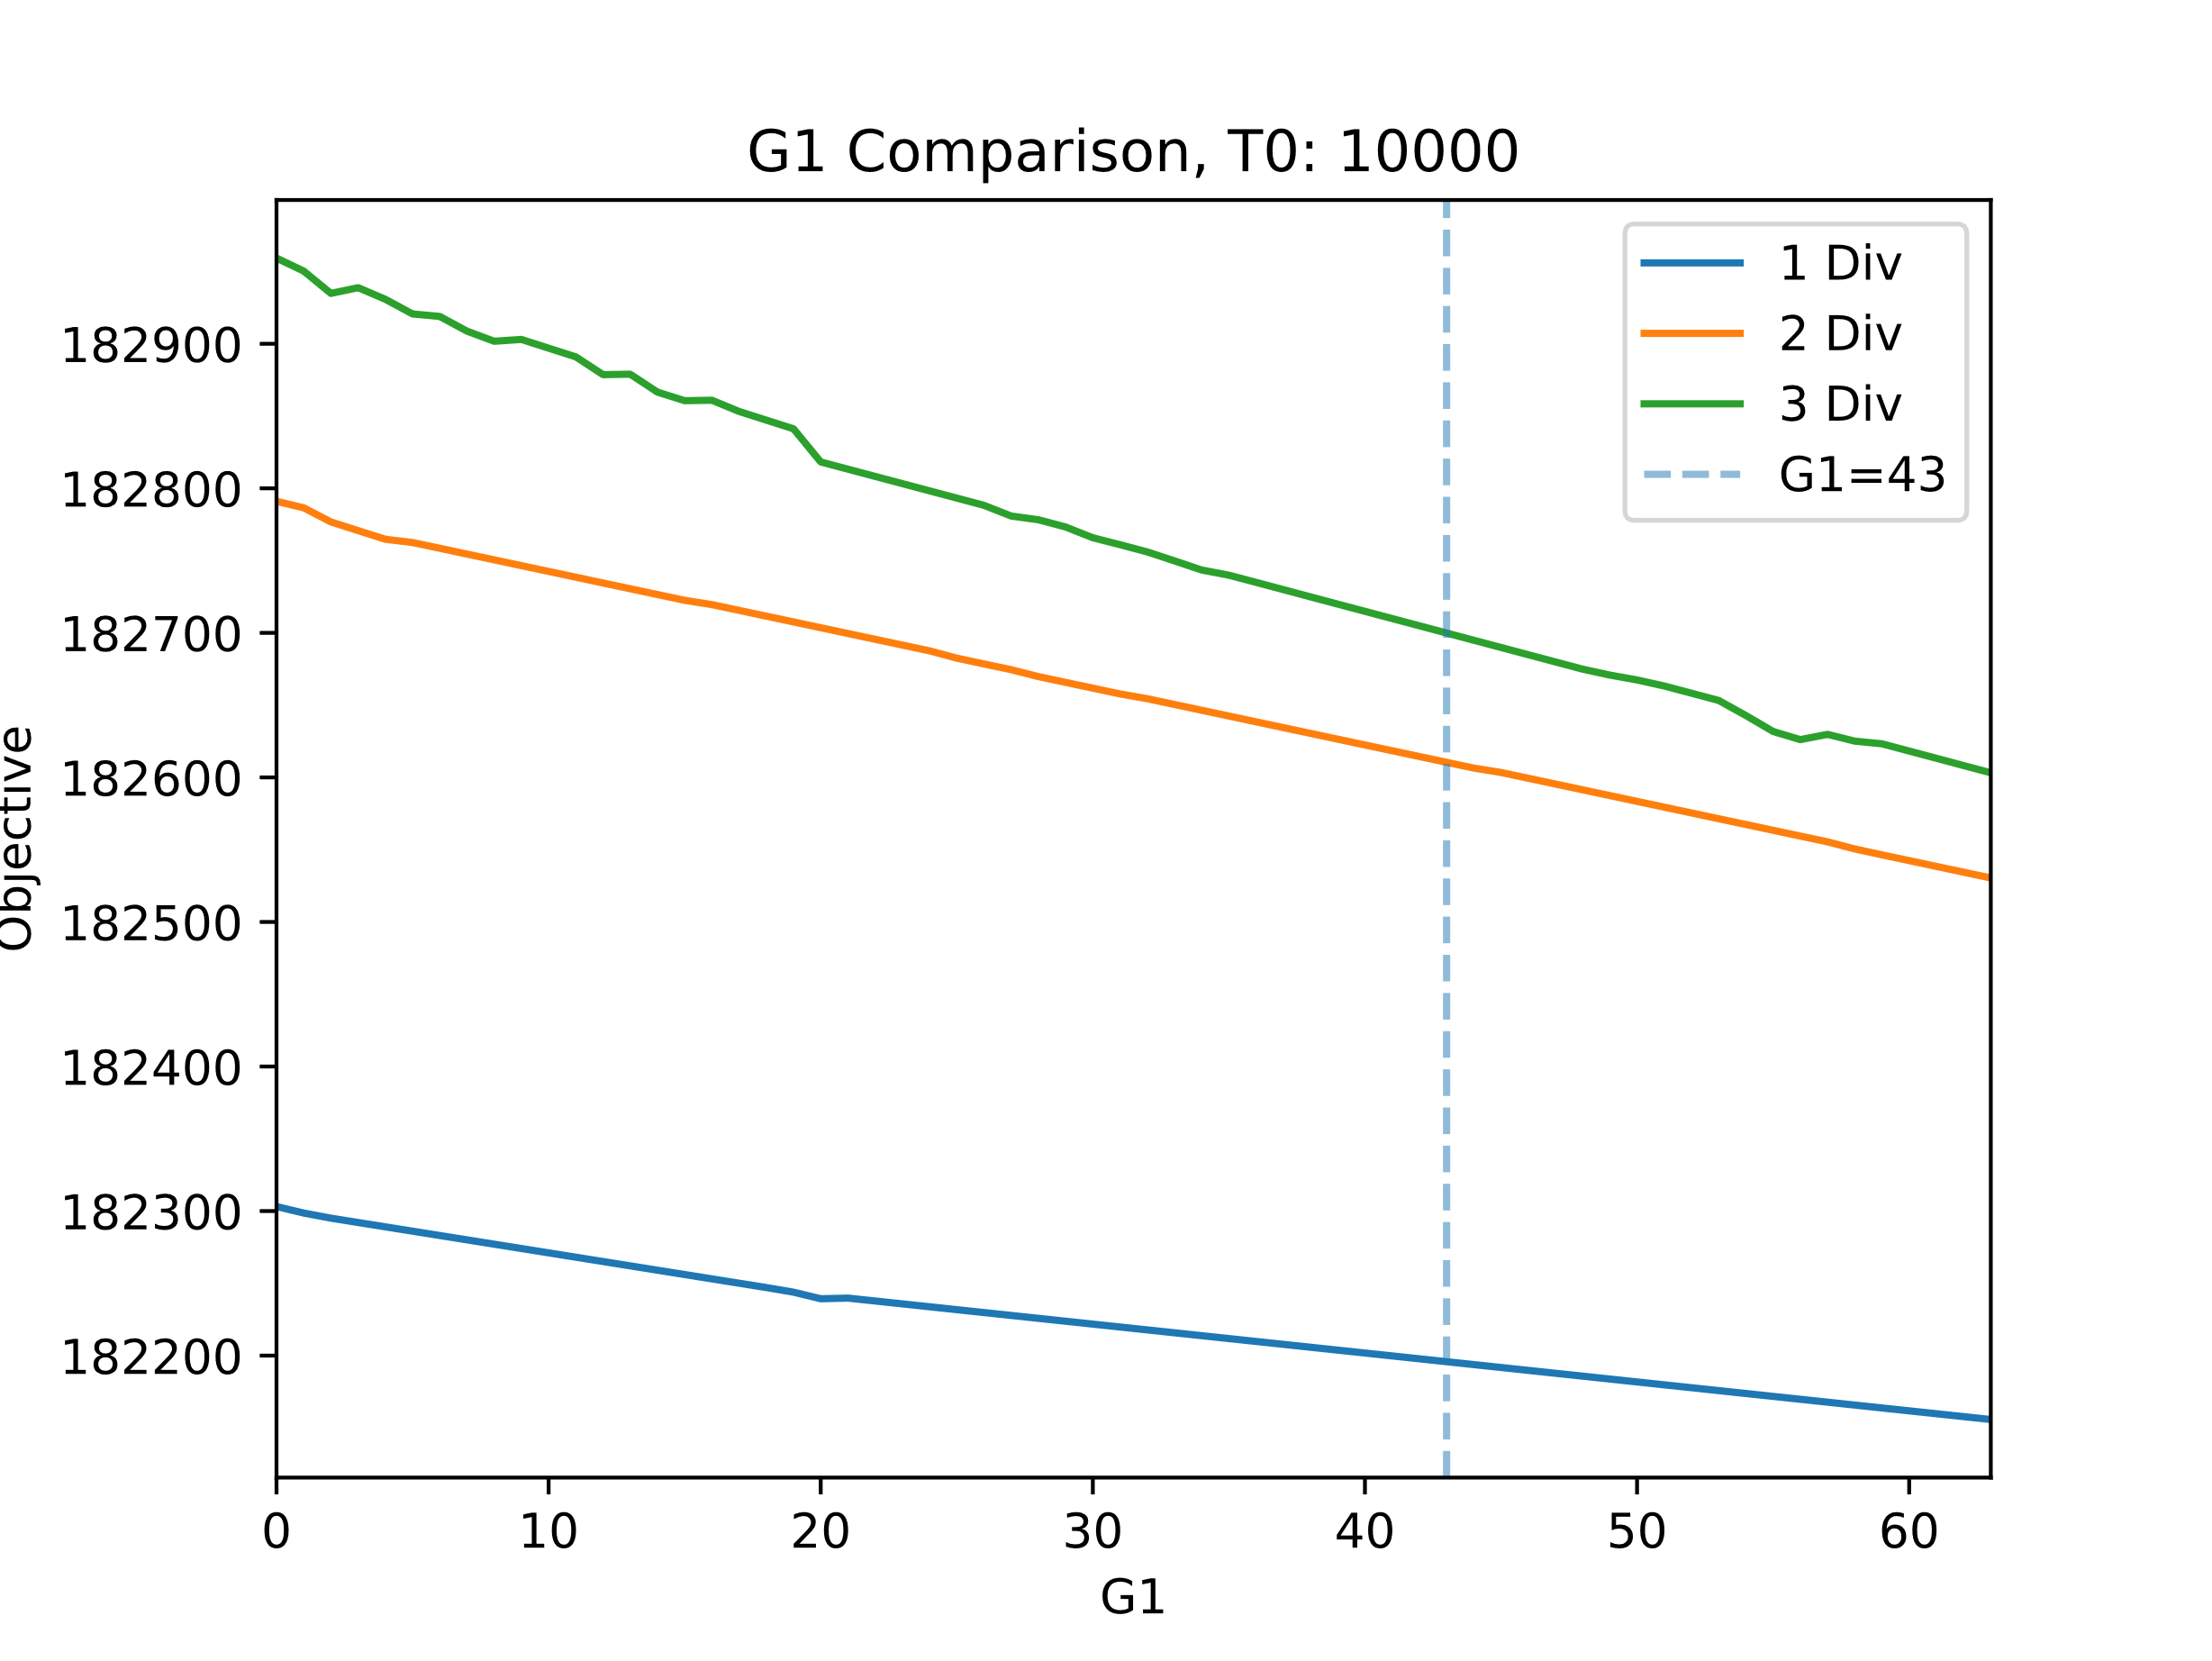 G1 Comparison, T0: 10000
1 Div
2 Div
3 Div
G1=43
Objective
182900
182800
182700
182600
182500
182400
182300
182200
0 10 20 30 40 50 60
G1